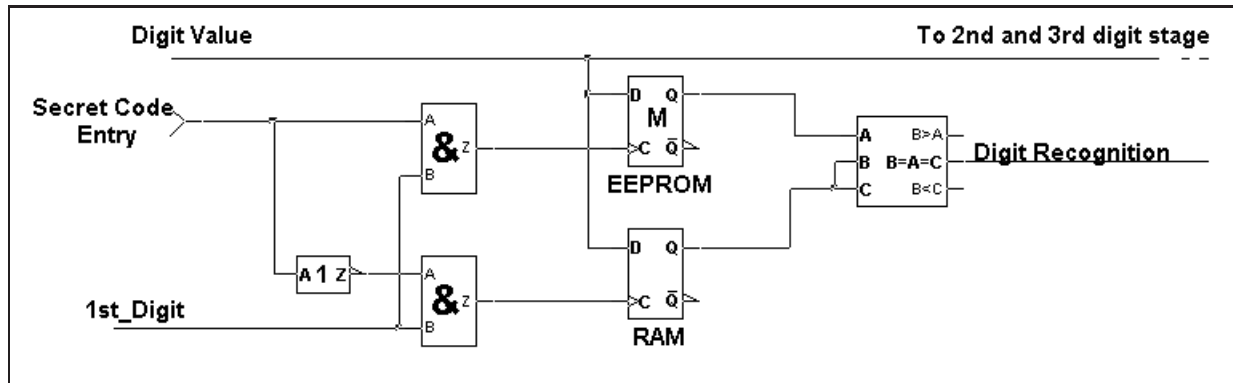 Digit Value
To 2nd and 3rd digit stage
Secret Code
Entry
A
&
Z
B
D Q
M
C Q̅
EEPROM
A B>A
B B=A=C
C B<C
Digit Recognition
D Q
C Q̅
RAM
A 1 Z
A
&
Z
B
1st_Digit